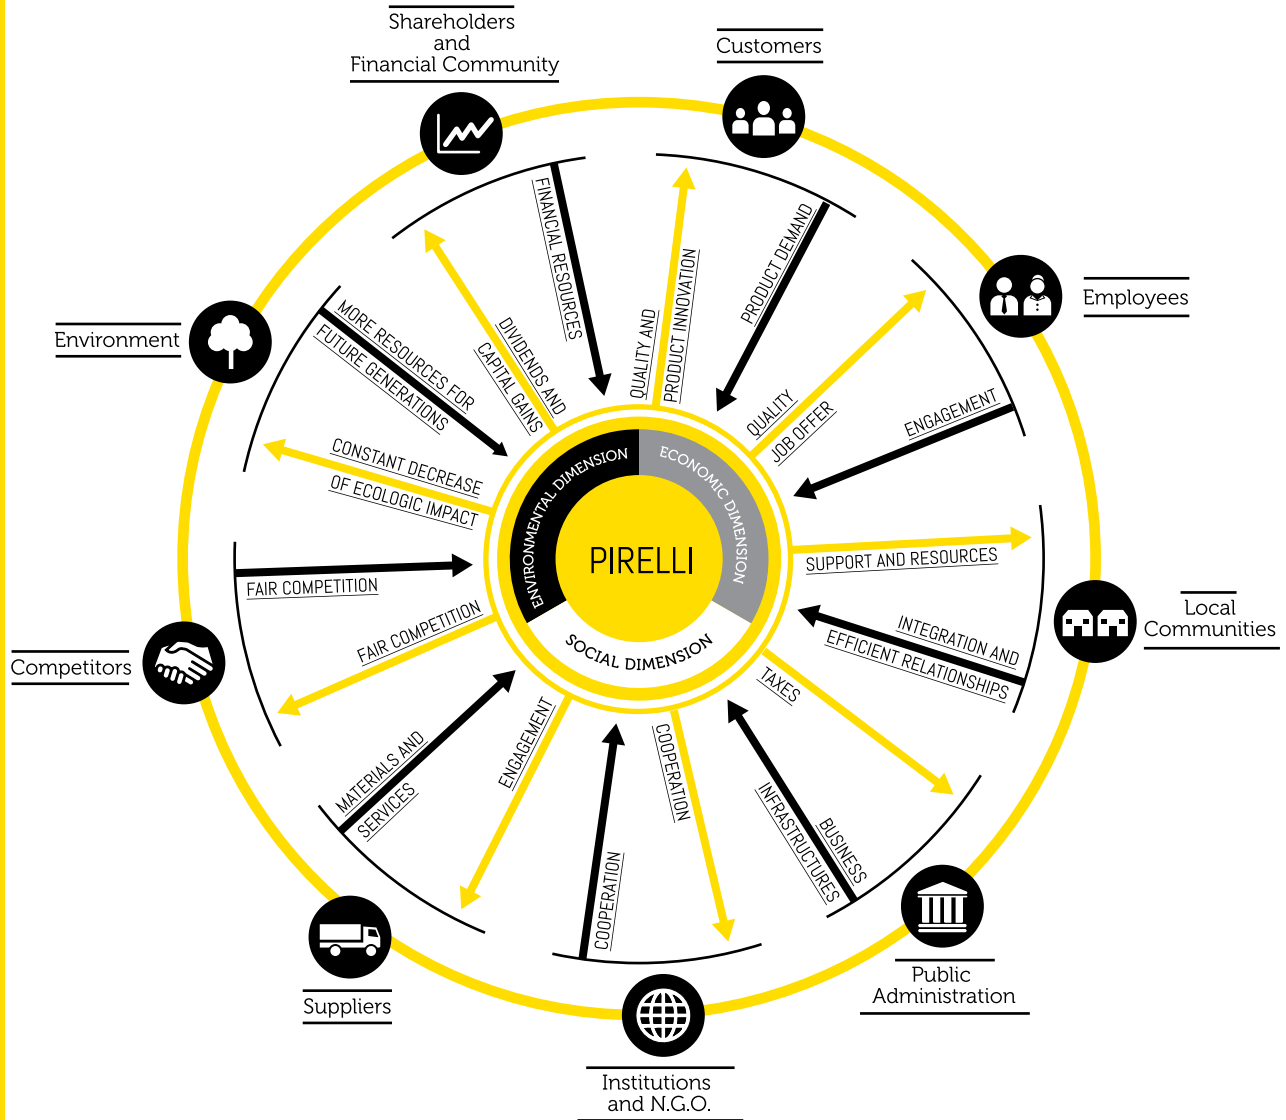 Shareholders
and
Financial Community
Customers
Employees
Local
Communities
Public
Administration
Institutions
and N.G.O.
Suppliers
Competitors
Environment
FINANCIAL RESOURCES
DIVIDENDS AND
CAPITAL GAINS
QUALITY AND
PRODUCT INNOVATION
PRODUCT DEMAND
QUALITY
JOB OFFER
ENGAGEMENT
SUPPORT AND RESOURCES
INTEGRATION AND
EFFICIENT RELATIONSHIPS
TAXES
BUSINESS
INFRASTRUCTURES
COOPERATION
COOPERATION
ENGAGEMENT
MATERIALS AND
SERVICES
FAIR COMPETITION
FAIR COMPETITION
CONSTANT DECREASE
OF ECOLOGIC IMPACT
MORE RESOURCES FOR
FUTURE GENERATIONS
ENVIRONMENTAL DIMENSION
ECONOMIC DIMENSION
SOCIAL DIMENSION
PIRELLI